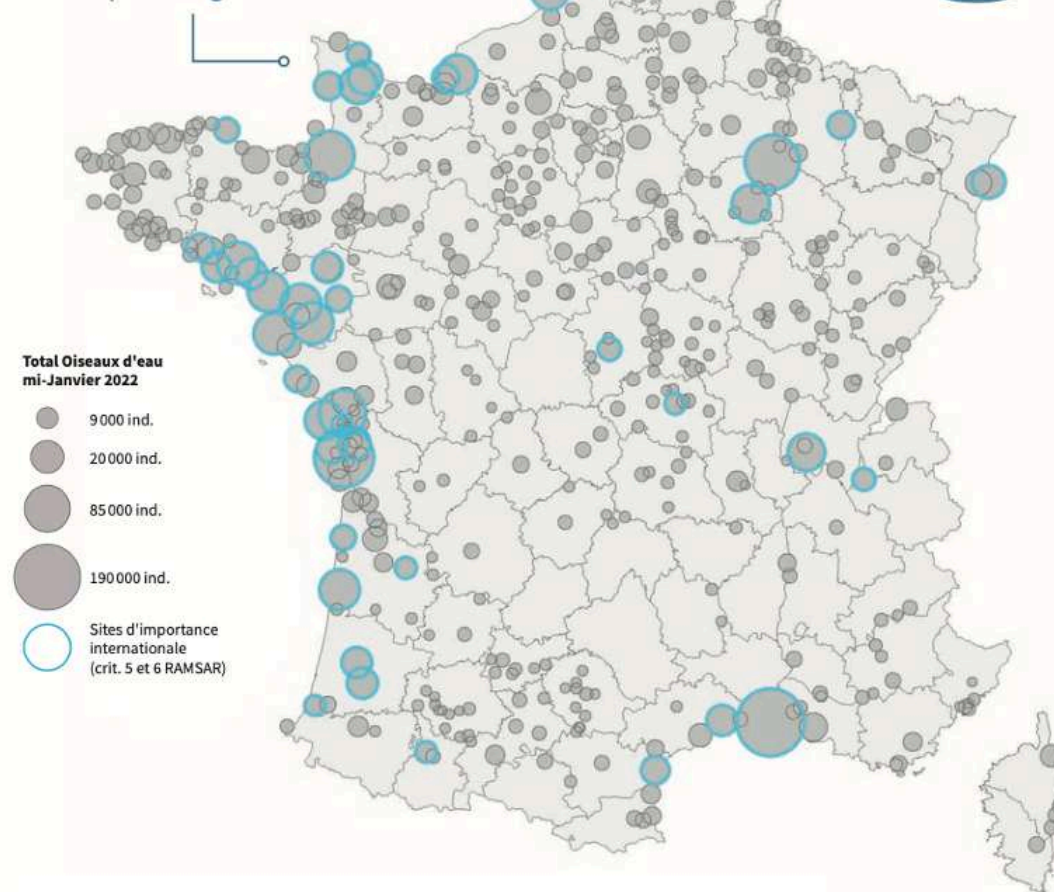 Total Oiseaux d'eau
mi-Janvier 2022
9 000 ind.
20 000 ind.
85 000 ind.
190 000 ind.
Sites d'importance
internationale
(crit. 5 et 6 RAMSAR)